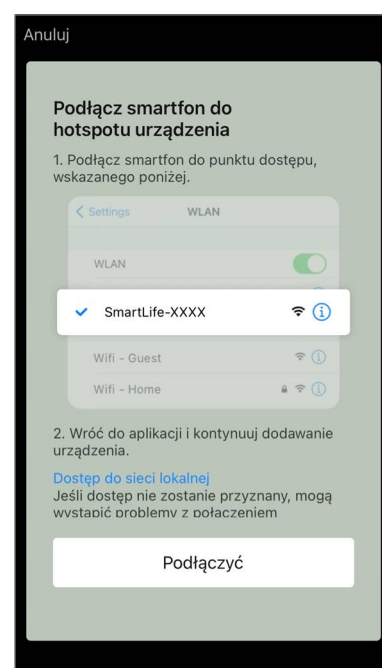 Anuluj
Podłącz smartfon do
hotspotu urządzenia
1. Podłącz smartfon do punktu dostępu,
wskazanego poniżej.
Settings WLAN
WLAN
SmartLife-XXXX
Wifi - Guest
Wifi - Home
2. Wróć do aplikacji i kontynuuj dodawanie
urządzenia.
Dostęp do sieci lokalnej
Jeśli dostęp nie zostanie przyznany, mogą
wystąpić problemy z połączeniem
Podłączyć